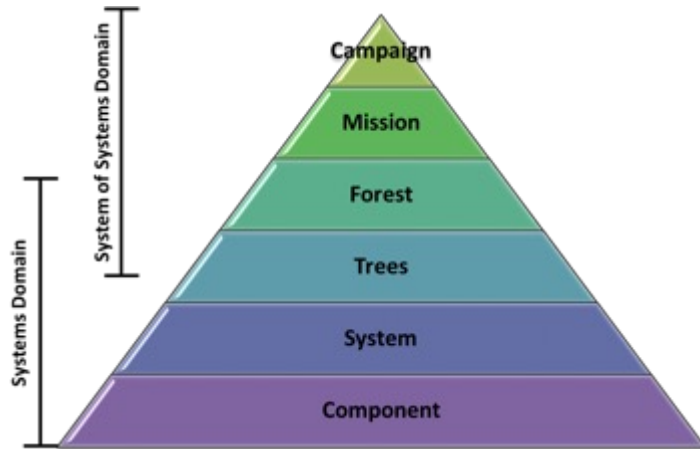 Campaign
Mission
Forest
Trees
System
Component
System of Systems Domain
Systems Domain